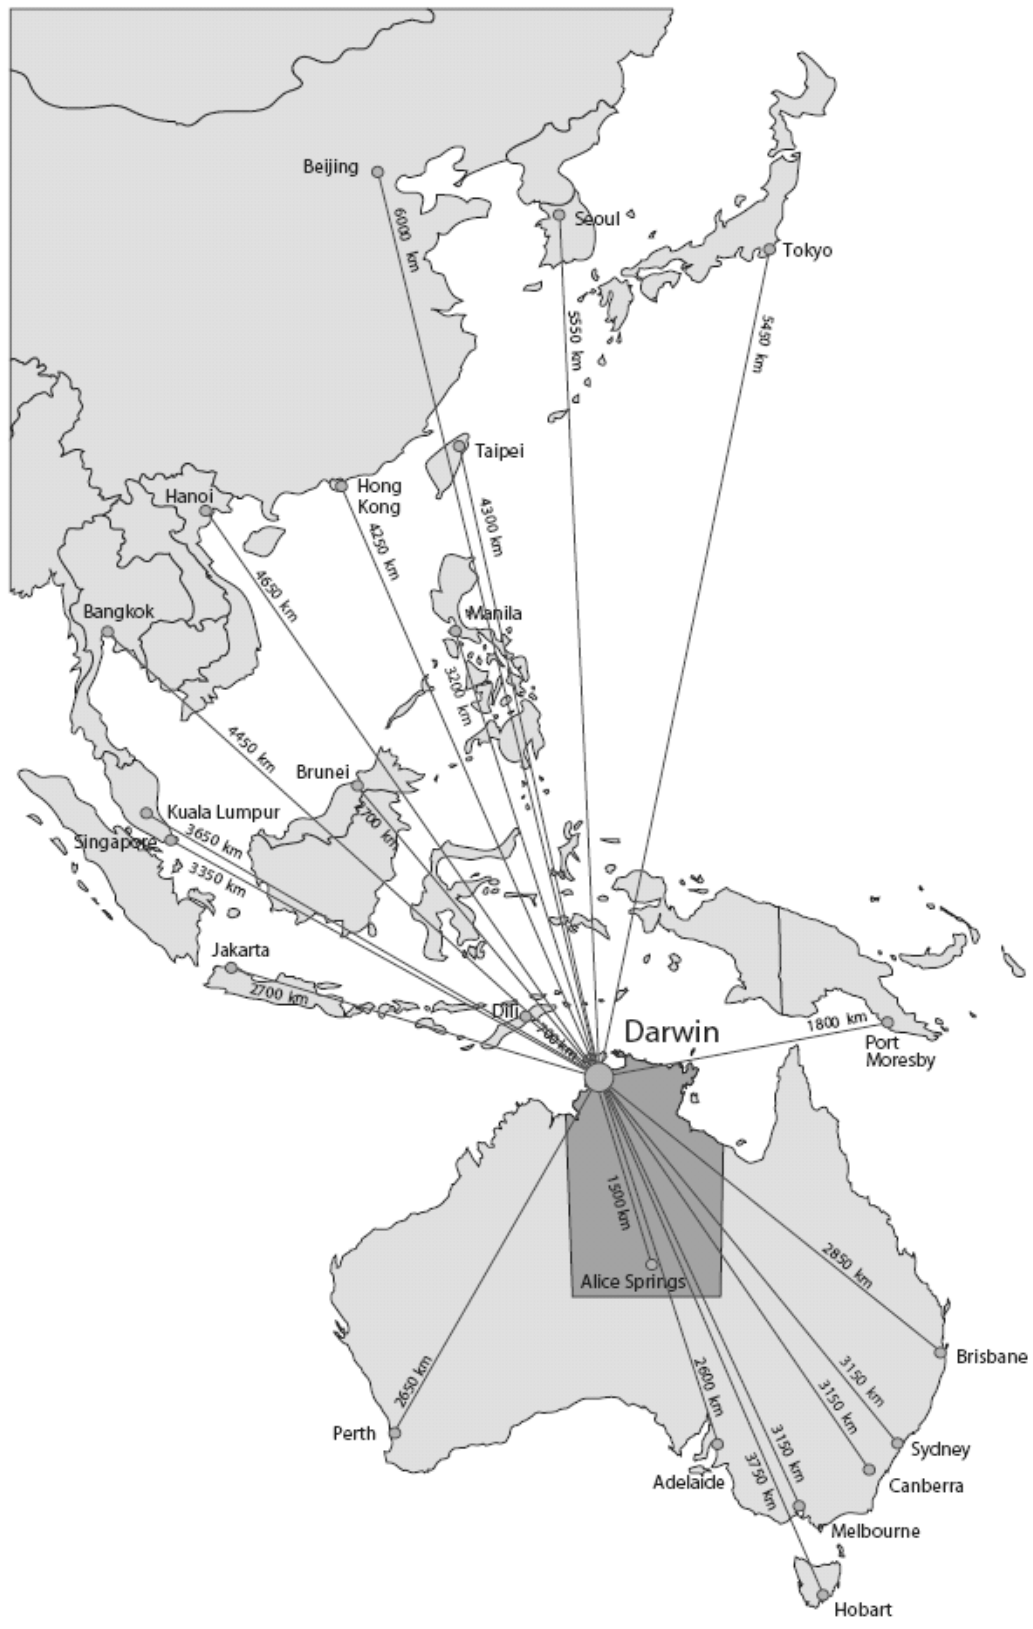 Beijing
6000 km
Seoul
Tokyo
5550 km
5450 km
Taipei
Hong
Kong
Hanoi
4300 km
4250 km
4650 km
Bangkok
Manila
3200 km
4450 km
Brunei
2700 km
Kuala Lumpur
3650 km
Singapore
3350 km
Jakarta
2700 km
Dili
700 km
Darwin
1800 km
Port
Moresby
1500 km
Alice Springs
2850 km
Brisbane
2650 km
2600 km
3150 km
3150 km
Perth
3150 km
3750 km
Sydney
Adelaide
Canberra
Melbourne
Hobart